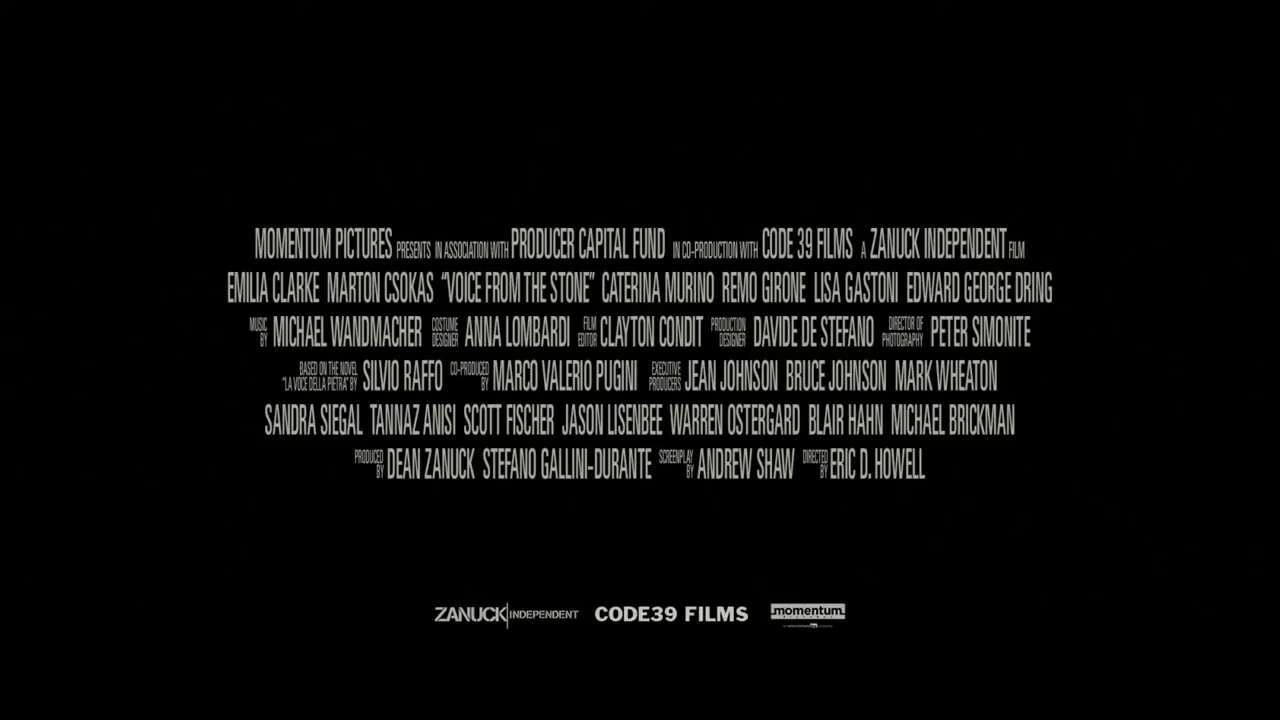 MOMENTUM PICTURES PRESENTS IN ASSOCIATION WITH PRODUCER CAPITAL FUND IN CO-PRODUCTION WITH CODE 39 FILMS A ZANUCK INDEPENDENT FILM
EMILIA CLARKE MARTON CSOKAS "VOICE FROM THE STONE" CATERINA MURINO REMO GIRONE LISA GASTONI EDWARD GEORGE DRING
MUSIC BY MICHAEL WANDMACHER COSTUME DESIGNER ANNA LOMBARDI FILM EDITOR CLAYTON CONDIT PRODUCTION DESIGNER DAVIDE DE STEFANO DIRECTOR OF PHOTOGRAPHY PETER SIMONITE
BASED ON THE NOVEL "LA VOCE DELLA PIETRA" BY SILVIO RAFFO CO-PRODUCED BY MARCO VALERIO PUGINI EXECUTIVE PRODUCERS JEAN JOHNSON BRUCE JOHNSON MARK WHEATON
SANDRA SIEGAL TANNAZ ANISI SCOTT FISCHER JASON LISENBEE WARREN OSTERGARD BLAIR HAHN MICHAEL BRICKMAN
PRODUCED BY DEAN ZANUCK STEFANO GALLINI-DURANTE SCREENPLAY BY ANDREW SHAW DIRECTED BY ERIC D. HOWELL
ZANUCK INDEPENDENT CODE39 FILMS momentum PICTURES